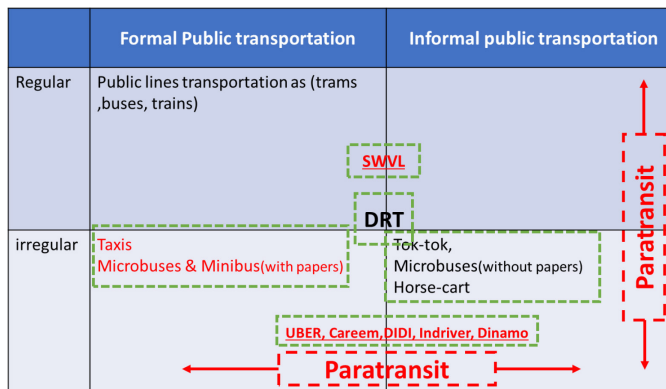 Formal Public transportation
Informal public transportation
Regular
Public lines transportation as (trams
,buses, trains)
SWVL
DRT
irregular
Taxis
Microbuses & Minibus(with papers)
Tok-tok,
Microbuses(without papers)
Horse-cart
UBER, Careem,DIDI, Indriver, Dinamo
Paratransit
Paratransit